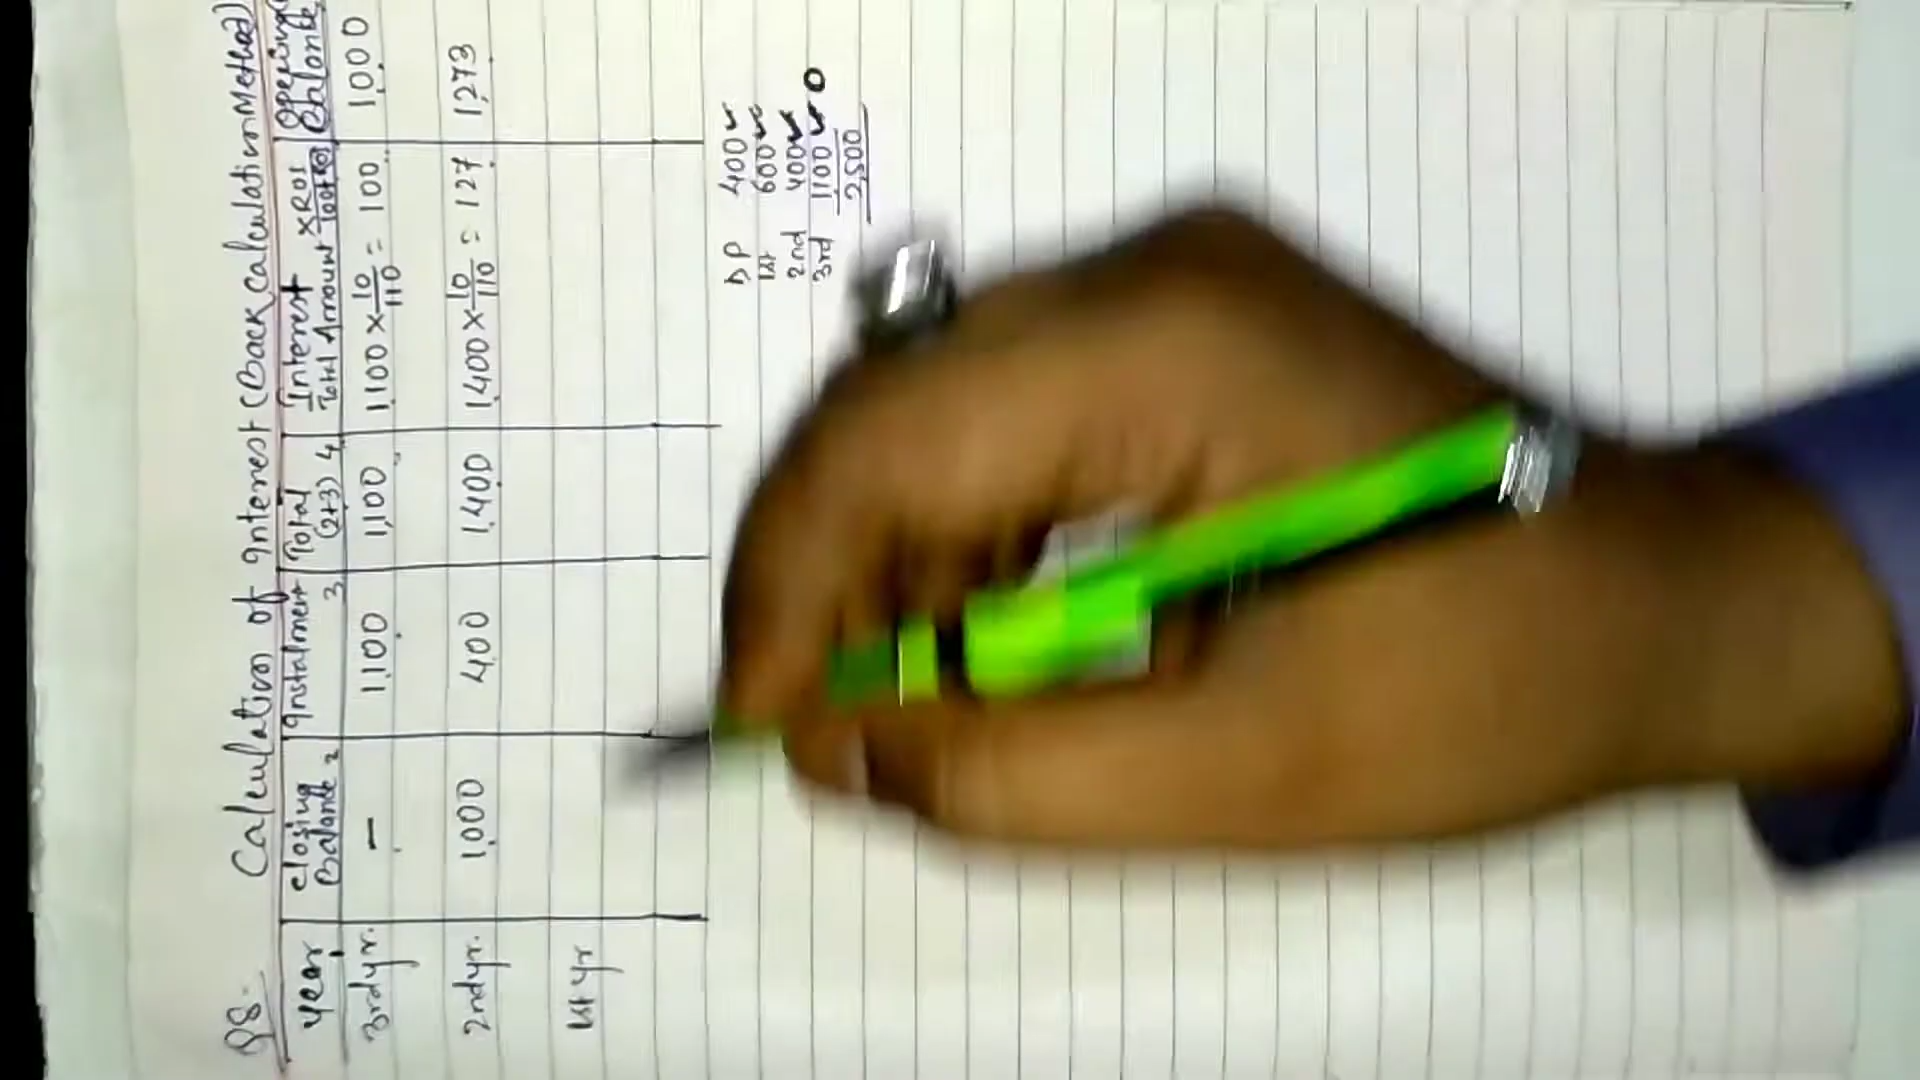 Q8. Calculation of Interest (Back Calculation Method)
Year Closing Balance 2 Instalment 3 Total (2+3) 4 Interest Total Amount × ROI Opening Balance
3rd yr. — 1,100 1,100 1,100 × 10/110 = 100 1,000
2nd yr. 1,000 400 1,400 1,400 × 10/110 = 127 1,273
1st yr
DP 400
1st 600
2nd 400
3rd 1100 0
2,500